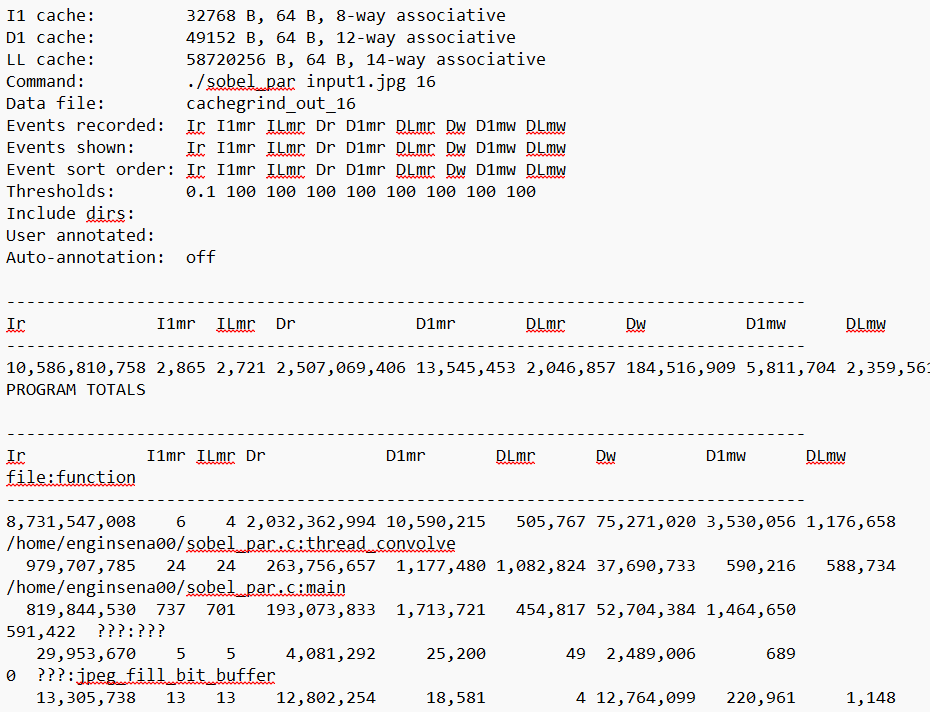 I1 cache:         32768 B, 64 B, 8-way associative
D1 cache:         49152 B, 64 B, 12-way associative
LL cache:         58720256 B, 64 B, 14-way associative
Command:          ./sobel_par input1.jpg 16
Data file:        cachegrind_out_16
Events recorded:  Ir I1mr ILmr Dr D1mr DLmr Dw D1mw DLmw
Events shown:     Ir I1mr ILmr Dr D1mr DLmr Dw D1mw DLmw
Event sort order: Ir I1mr ILmr Dr D1mr DLmr Dw D1mw DLmw
Thresholds:       0.1 100 100 100 100 100 100 100 100
Include dirs:
User annotated:
Auto-annotation:  off
--------------------------------------------------------------------------------
Ir             I1mr  ILmr  Dr            D1mr       DLmr      Dw          D1mw      DLmw
--------------------------------------------------------------------------------
10,586,810,758 2,865 2,721 2,507,069,406 13,545,453 2,046,857 184,516,909 5,811,704 2,359,561
PROGRAM TOTALS
--------------------------------------------------------------------------------
Ir            I1mr ILmr Dr            D1mr       DLmr      Dw         D1mw      DLmw
file:function
--------------------------------------------------------------------------------
8,731,547,008    6    4 2,032,362,994 10,590,215   505,767 75,271,020 3,530,056 1,176,658
/home/enginsena00/sobel_par.c:thread_convolve
  979,707,785   24   24   263,756,657  1,177,480 1,082,824 37,690,733   590,216   588,734
/home/enginsena00/sobel_par.c:main
  819,844,530  737  701   193,073,833  1,713,721   454,817 52,704,384 1,464,650
591,422  ???:???
   29,953,670    5    5     4,081,292     25,200        49  2,489,006       689
0  ???:jpeg_fill_bit_buffer
   13,305,738   13   13    12,802,254     18,581         4 12,764,099   220,961     1,148